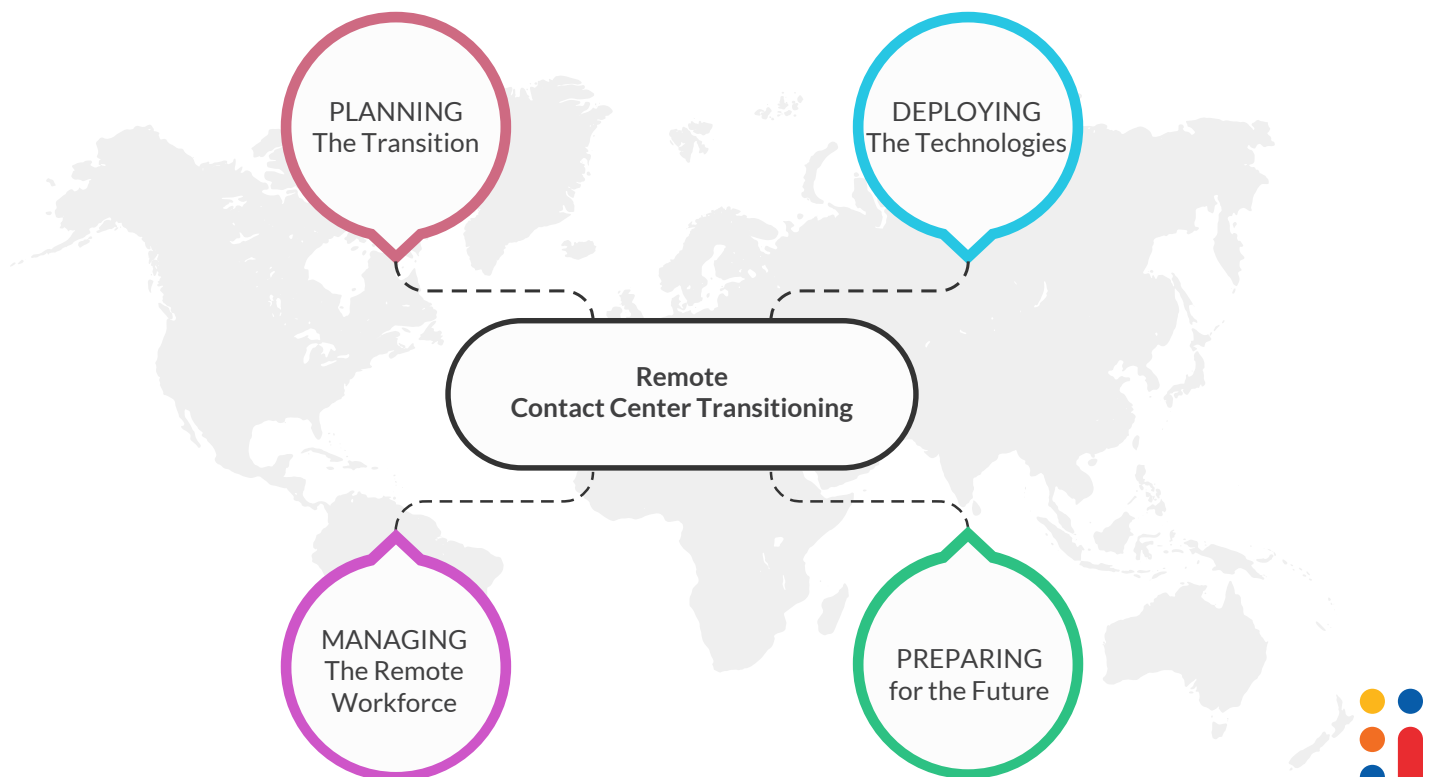 PLANNING
The Transition
DEPLOYING
The Technologies
Remote
Contact Center Transitioning
MANAGING
The Remote
Workforce
PREPARING
for the Future